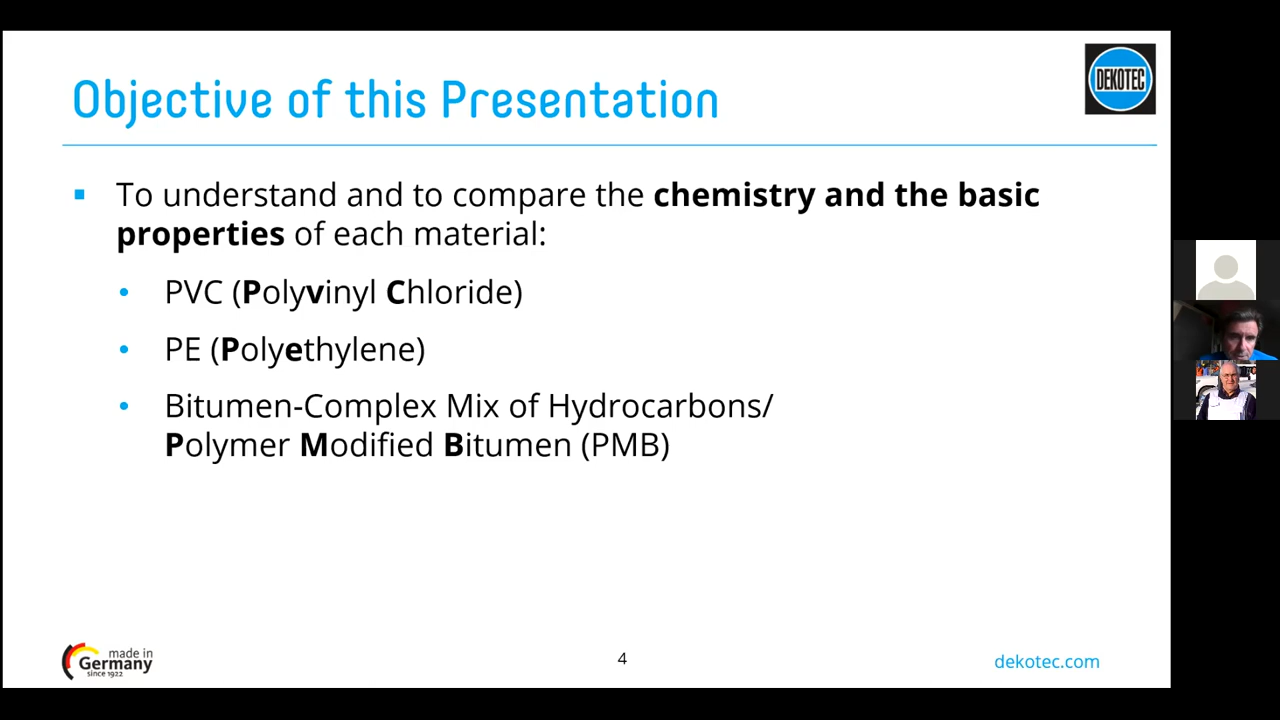 Objective of this Presentation
DEKOTEC
To understand and to compare the chemistry and the basic
properties of each material:
PVC (Polyvinyl Chloride)
PE (Polyethylene)
Bitumen-Complex Mix of Hydrocarbons/
Polymer Modified Bitumen (PMB)
made in
Germany
since 1922
4
dekotec.com